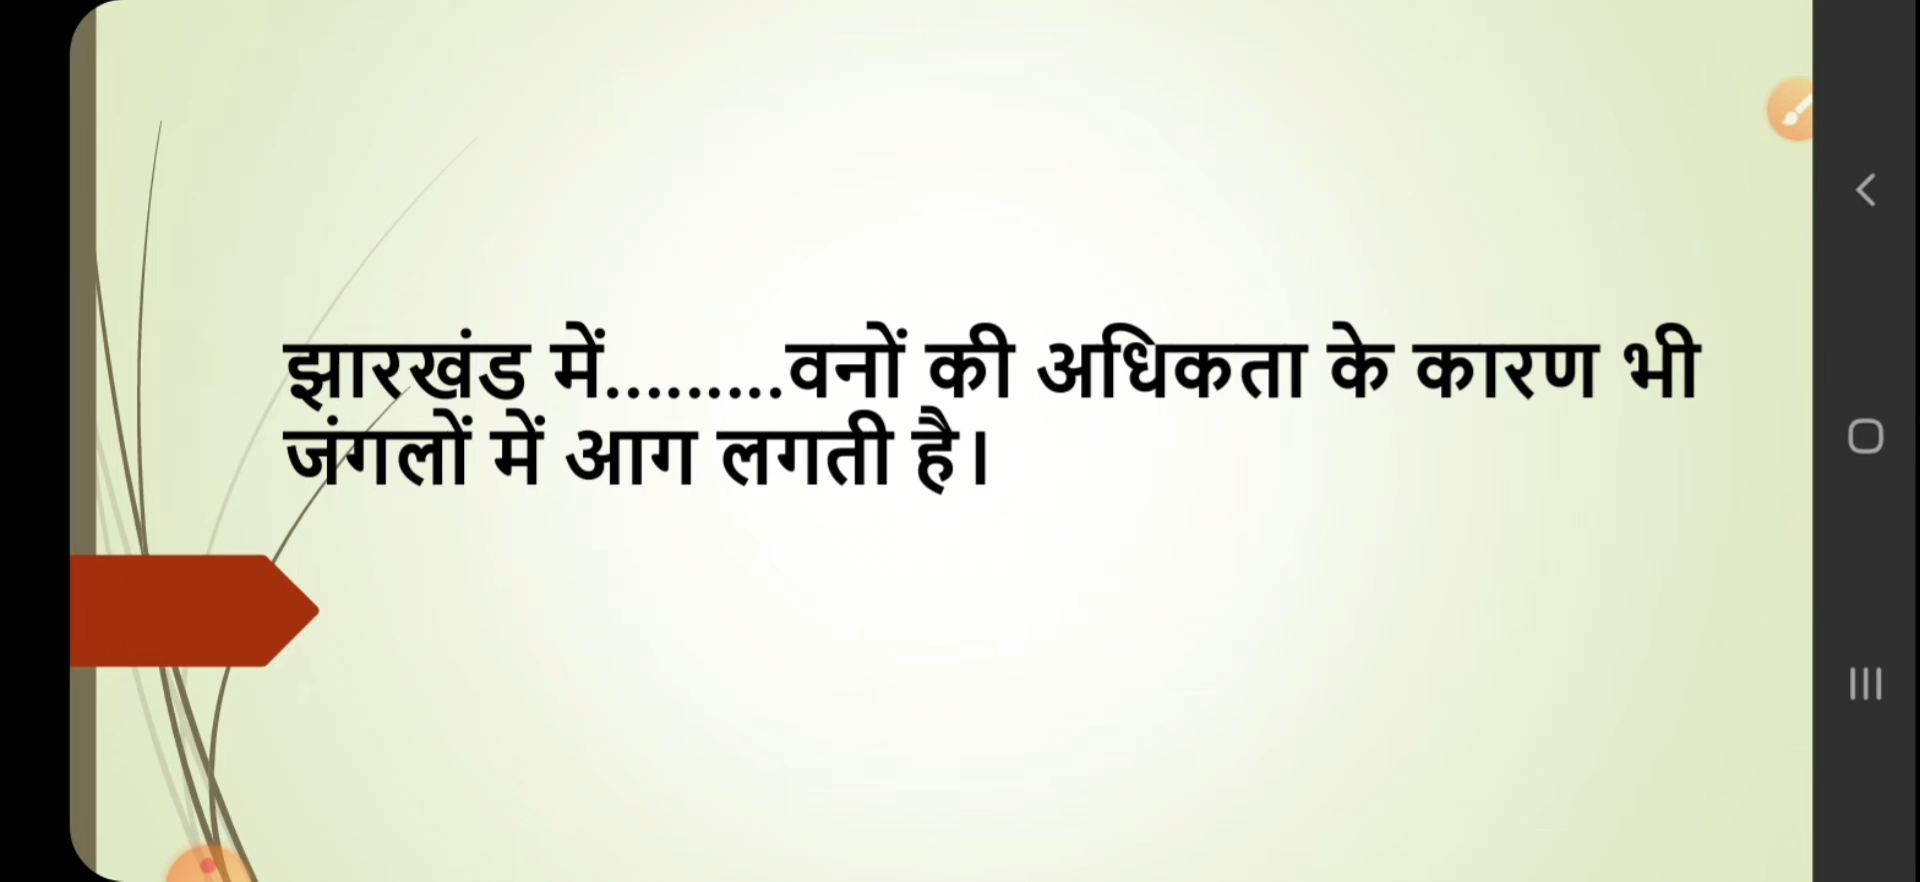 झारखंड में.........वनों की अधिकता के कारण भी
जंगलों में आग लगती है।